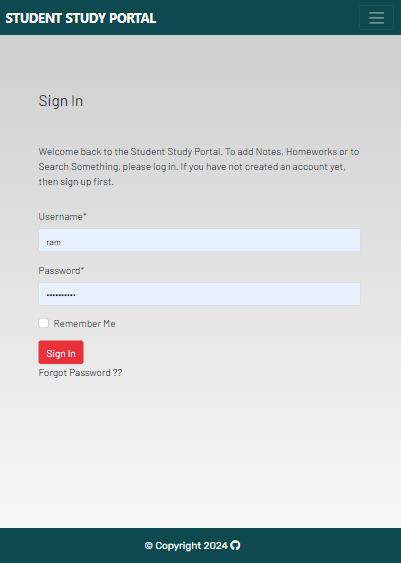 STUDENT STUDY PORTAL
Sign In
Welcome back to the Student Study Portal. To add Notes, Homeworks or to
Search Something, please log in. If you have not created an account yet,
then sign up first.
Username*
ram
Password*
••••••••••
Remember Me
Sign In
Forgot Password ??
© Copyright 2024